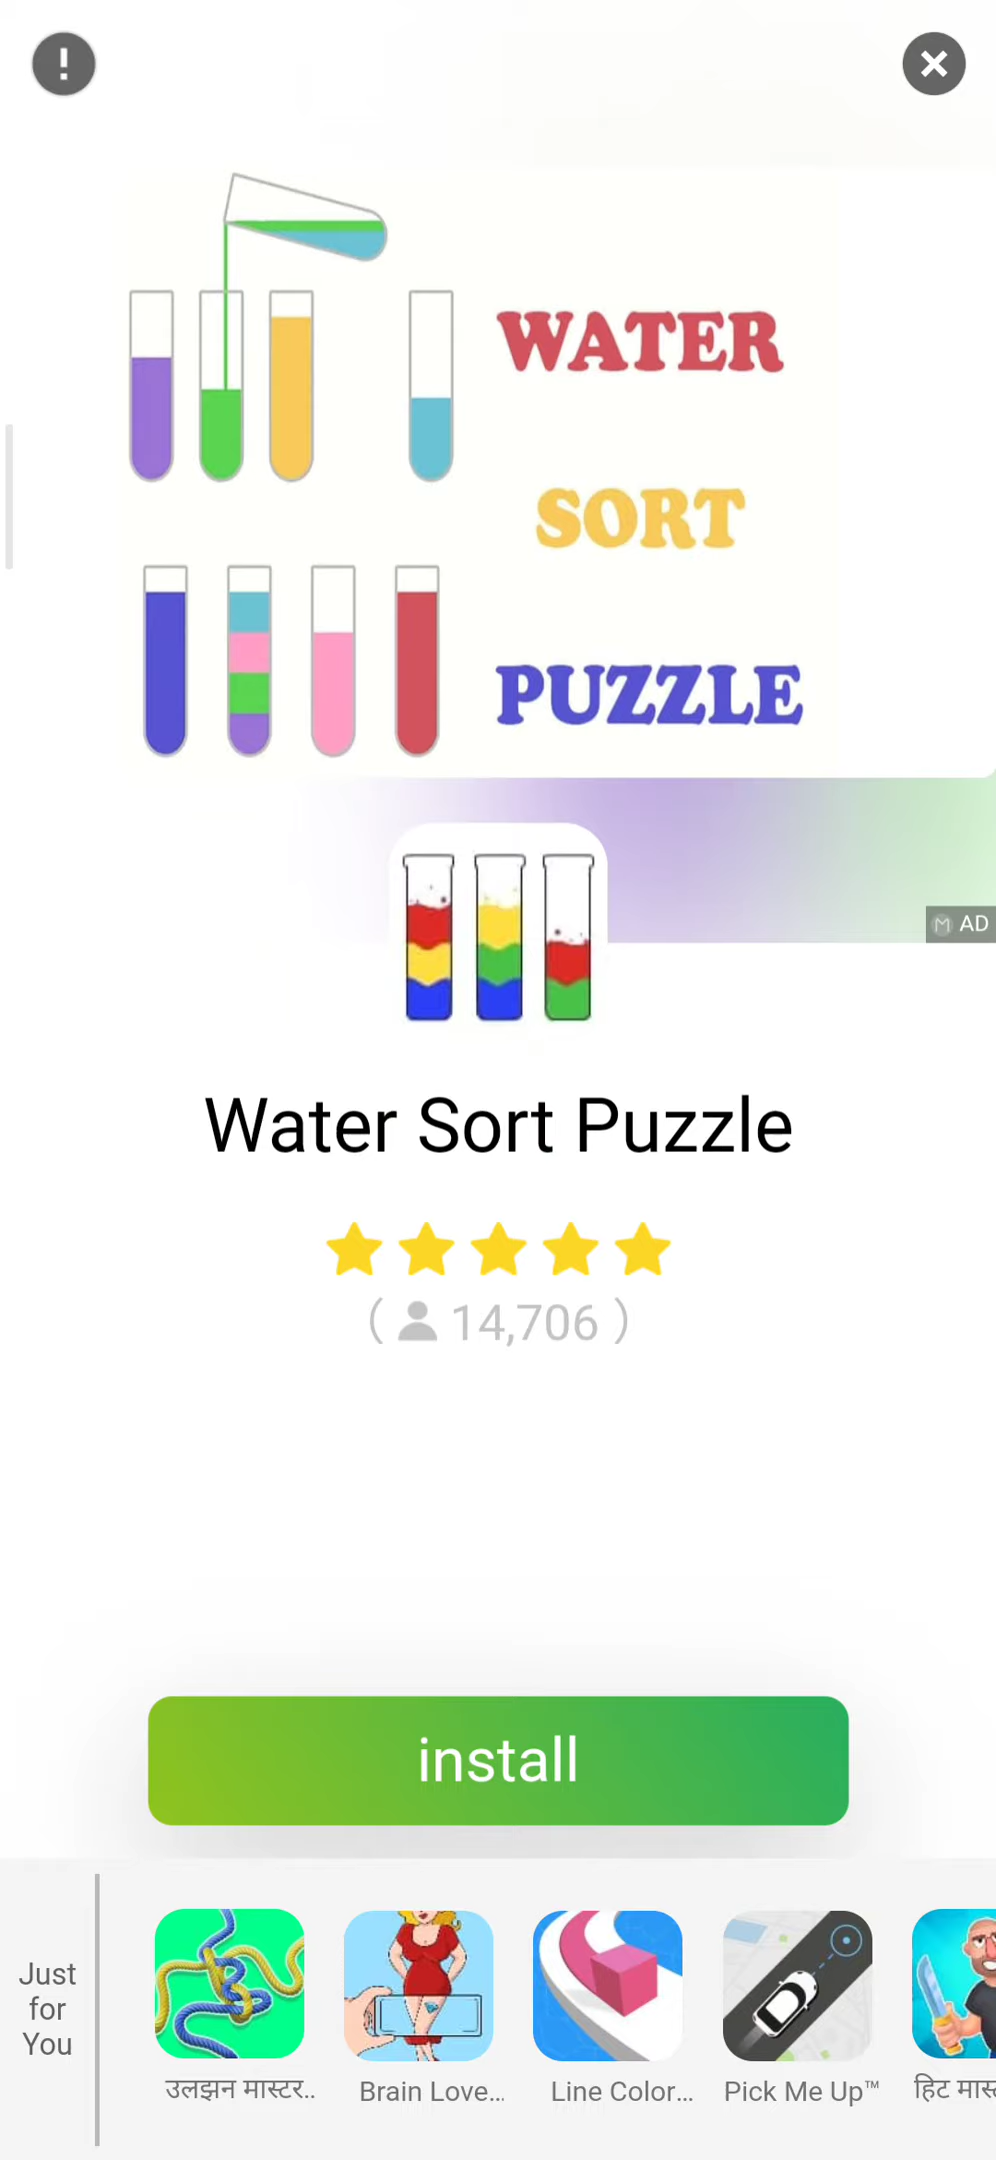 WATER
SORT
PUZZLE
AD
Water Sort Puzzle
(14,706)
install
Just
for
You
उलझन मास्टर..
Brain Love...
Line Color...
Pick Me Up™
हिट